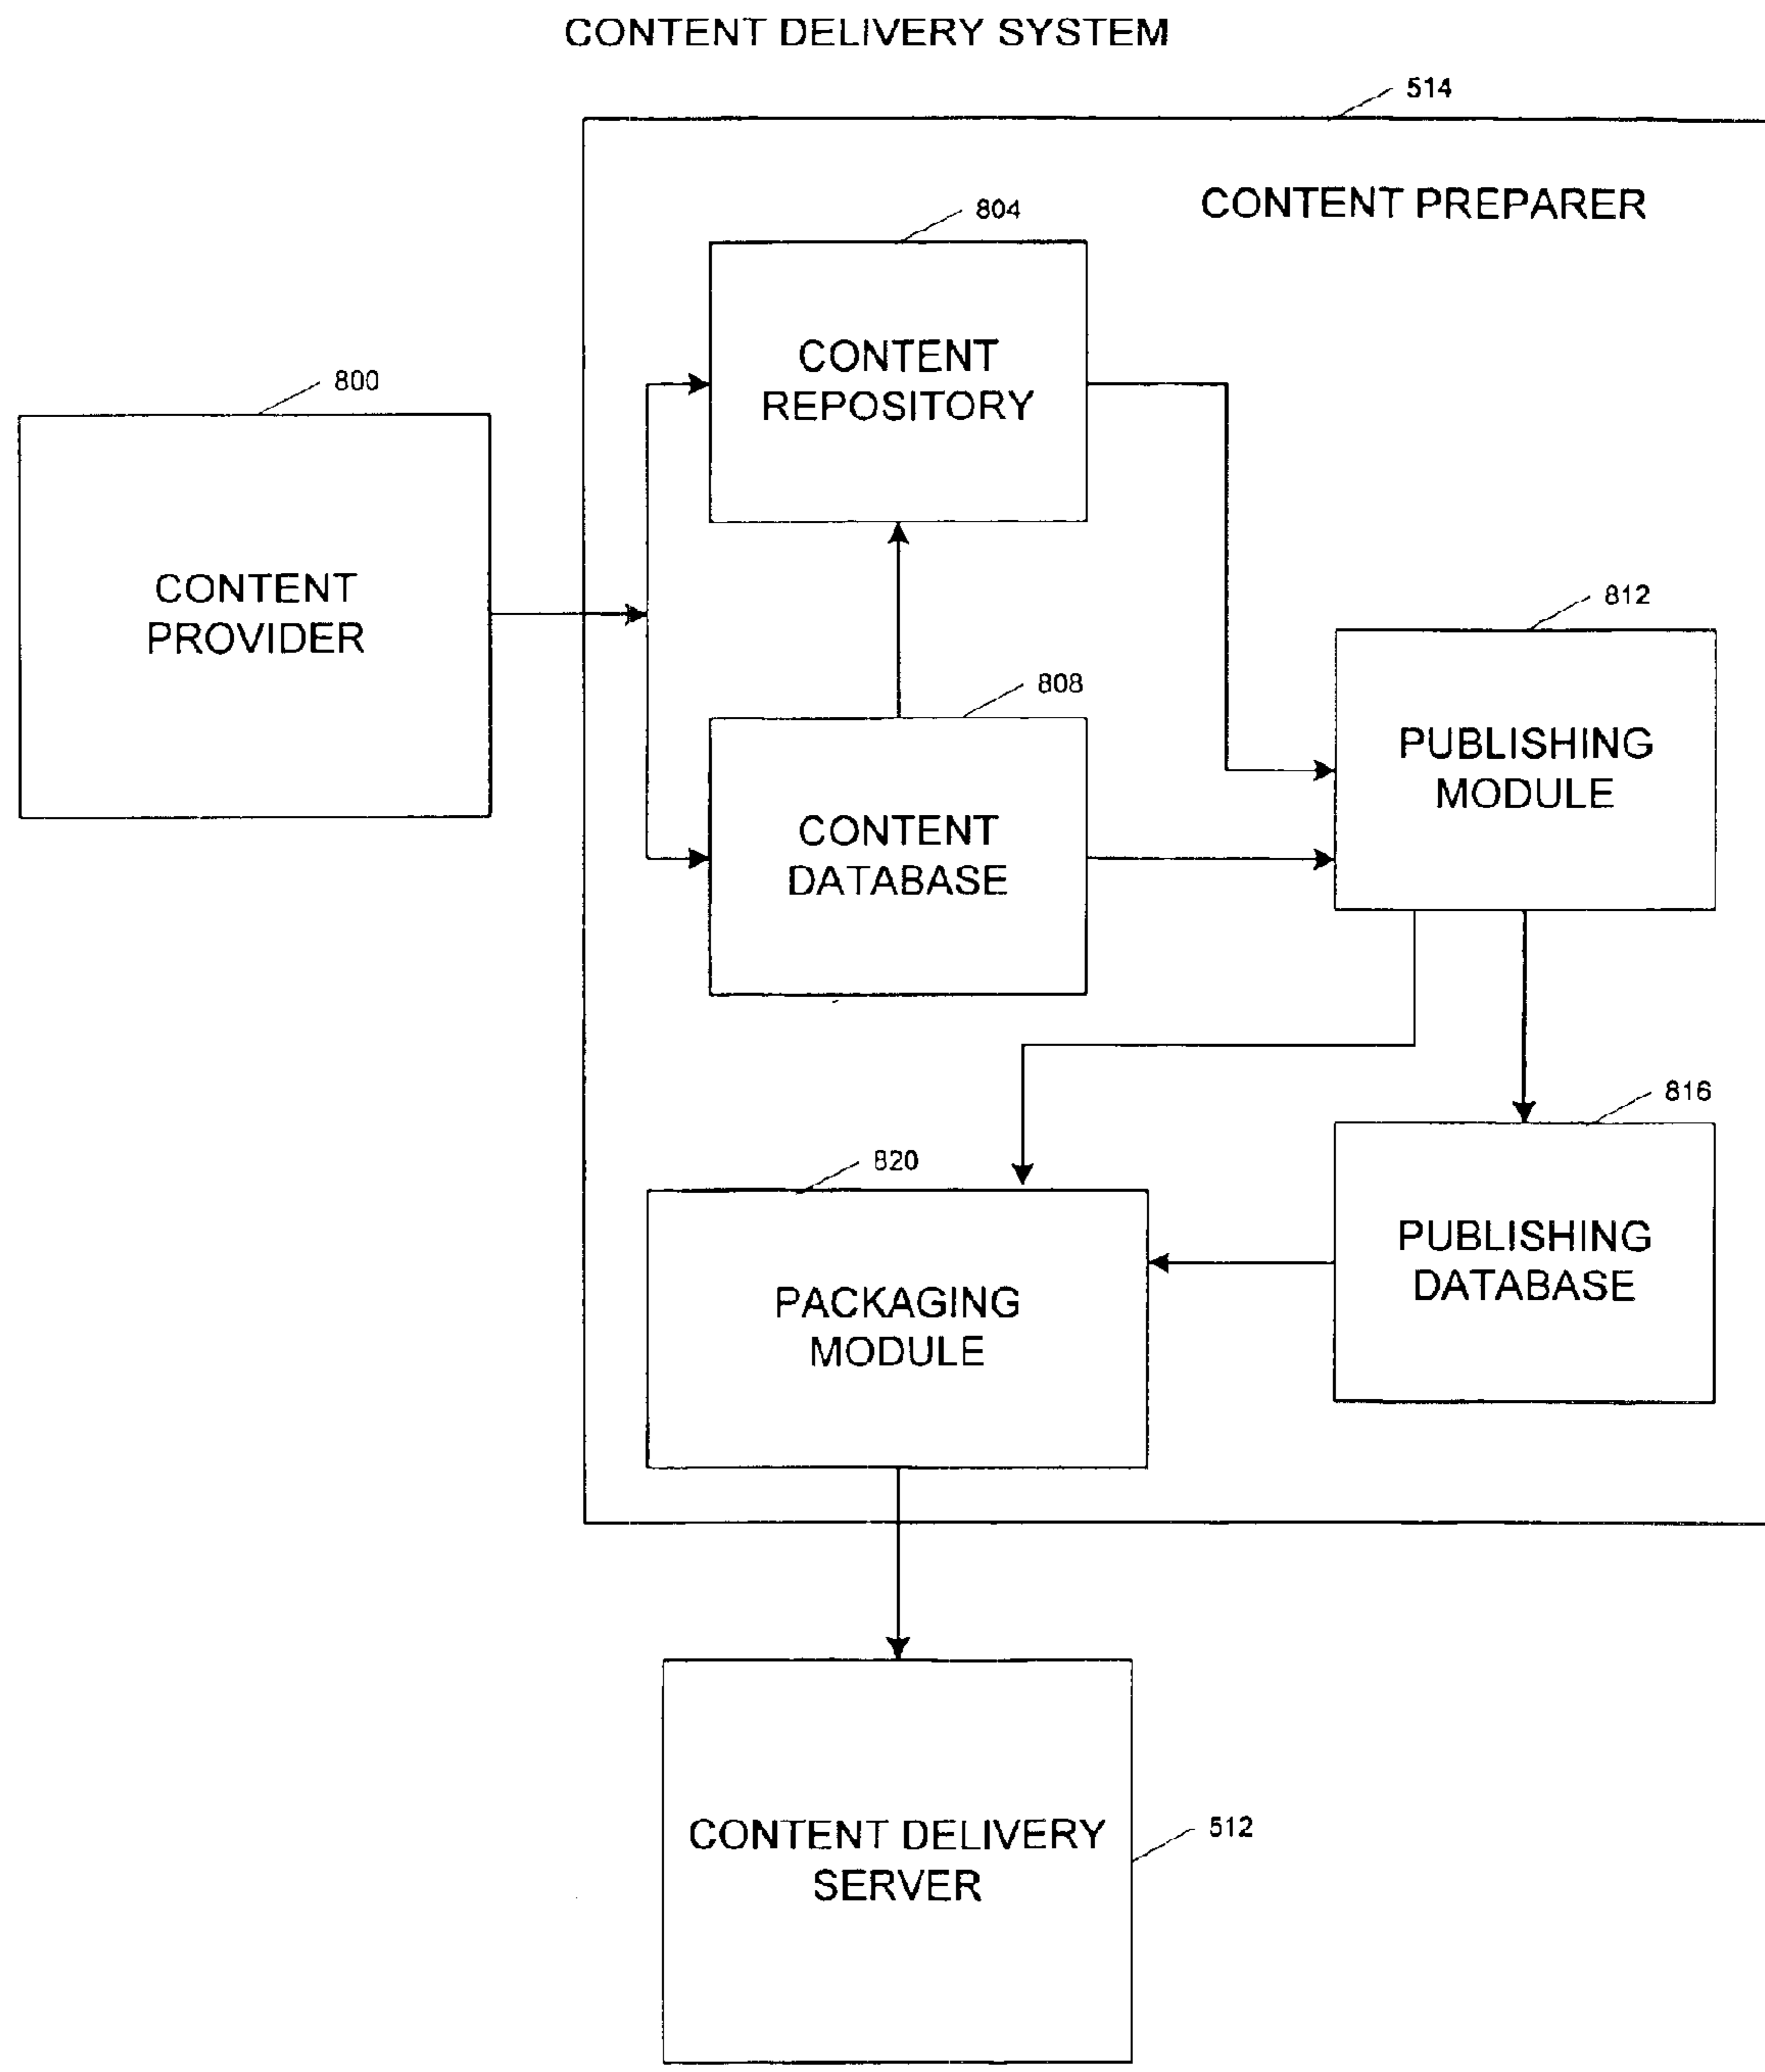 CONTENT DELIVERY SYSTEM
514
CONTENT PREPARER
804
CONTENT
REPOSITORY
800
CONTENT
PROVIDER
812
PUBLISHING
MODULE
808
CONTENT
DATABASE
816
PUBLISHING
DATABASE
820
PACKAGING
MODULE
CONTENT DELIVERY
SERVER
512